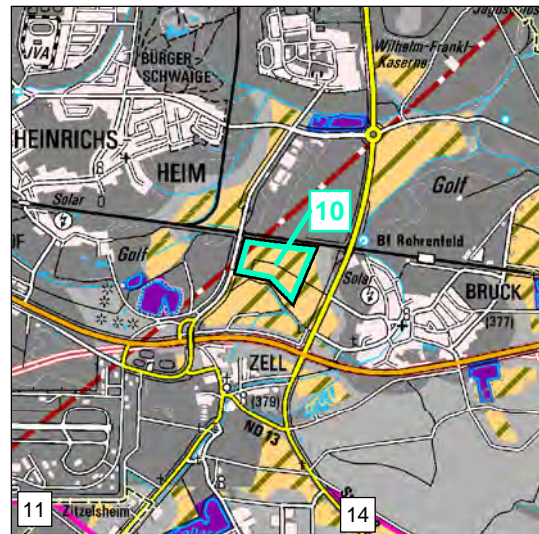 JVA
BÜRGER-
SCHWAIGE
Wilhelm-Frankl-
Kaserne
HEINRICHS
HEIM
Golf
10
Solar
Bf Rohrenfeld
Golf
Solar
BRUCK
(377)
ZELL
(379)
ND 13
11
Zitzelsheim
14